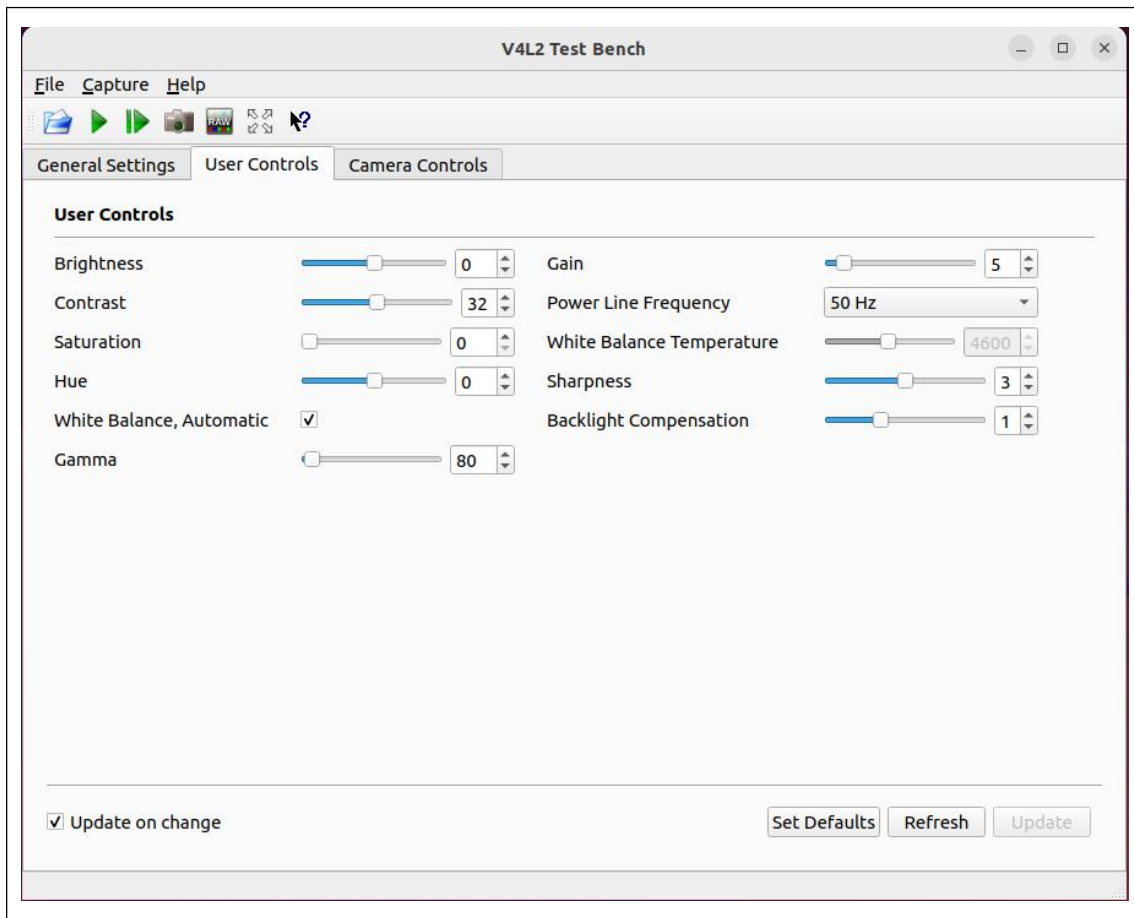 V4L2 Test Bench
File Capture Help
RAW
General Settings User Controls Camera Controls
User Controls
Brightness 0 Gain 5
Contrast 32 Power Line Frequency 50 Hz
Saturation 0 White Balance Temperature 4600
Hue 0 Sharpness 3
White Balance, Automatic Backlight Compensation 1
Gamma 80
Update on change Set Defaults Refresh Update